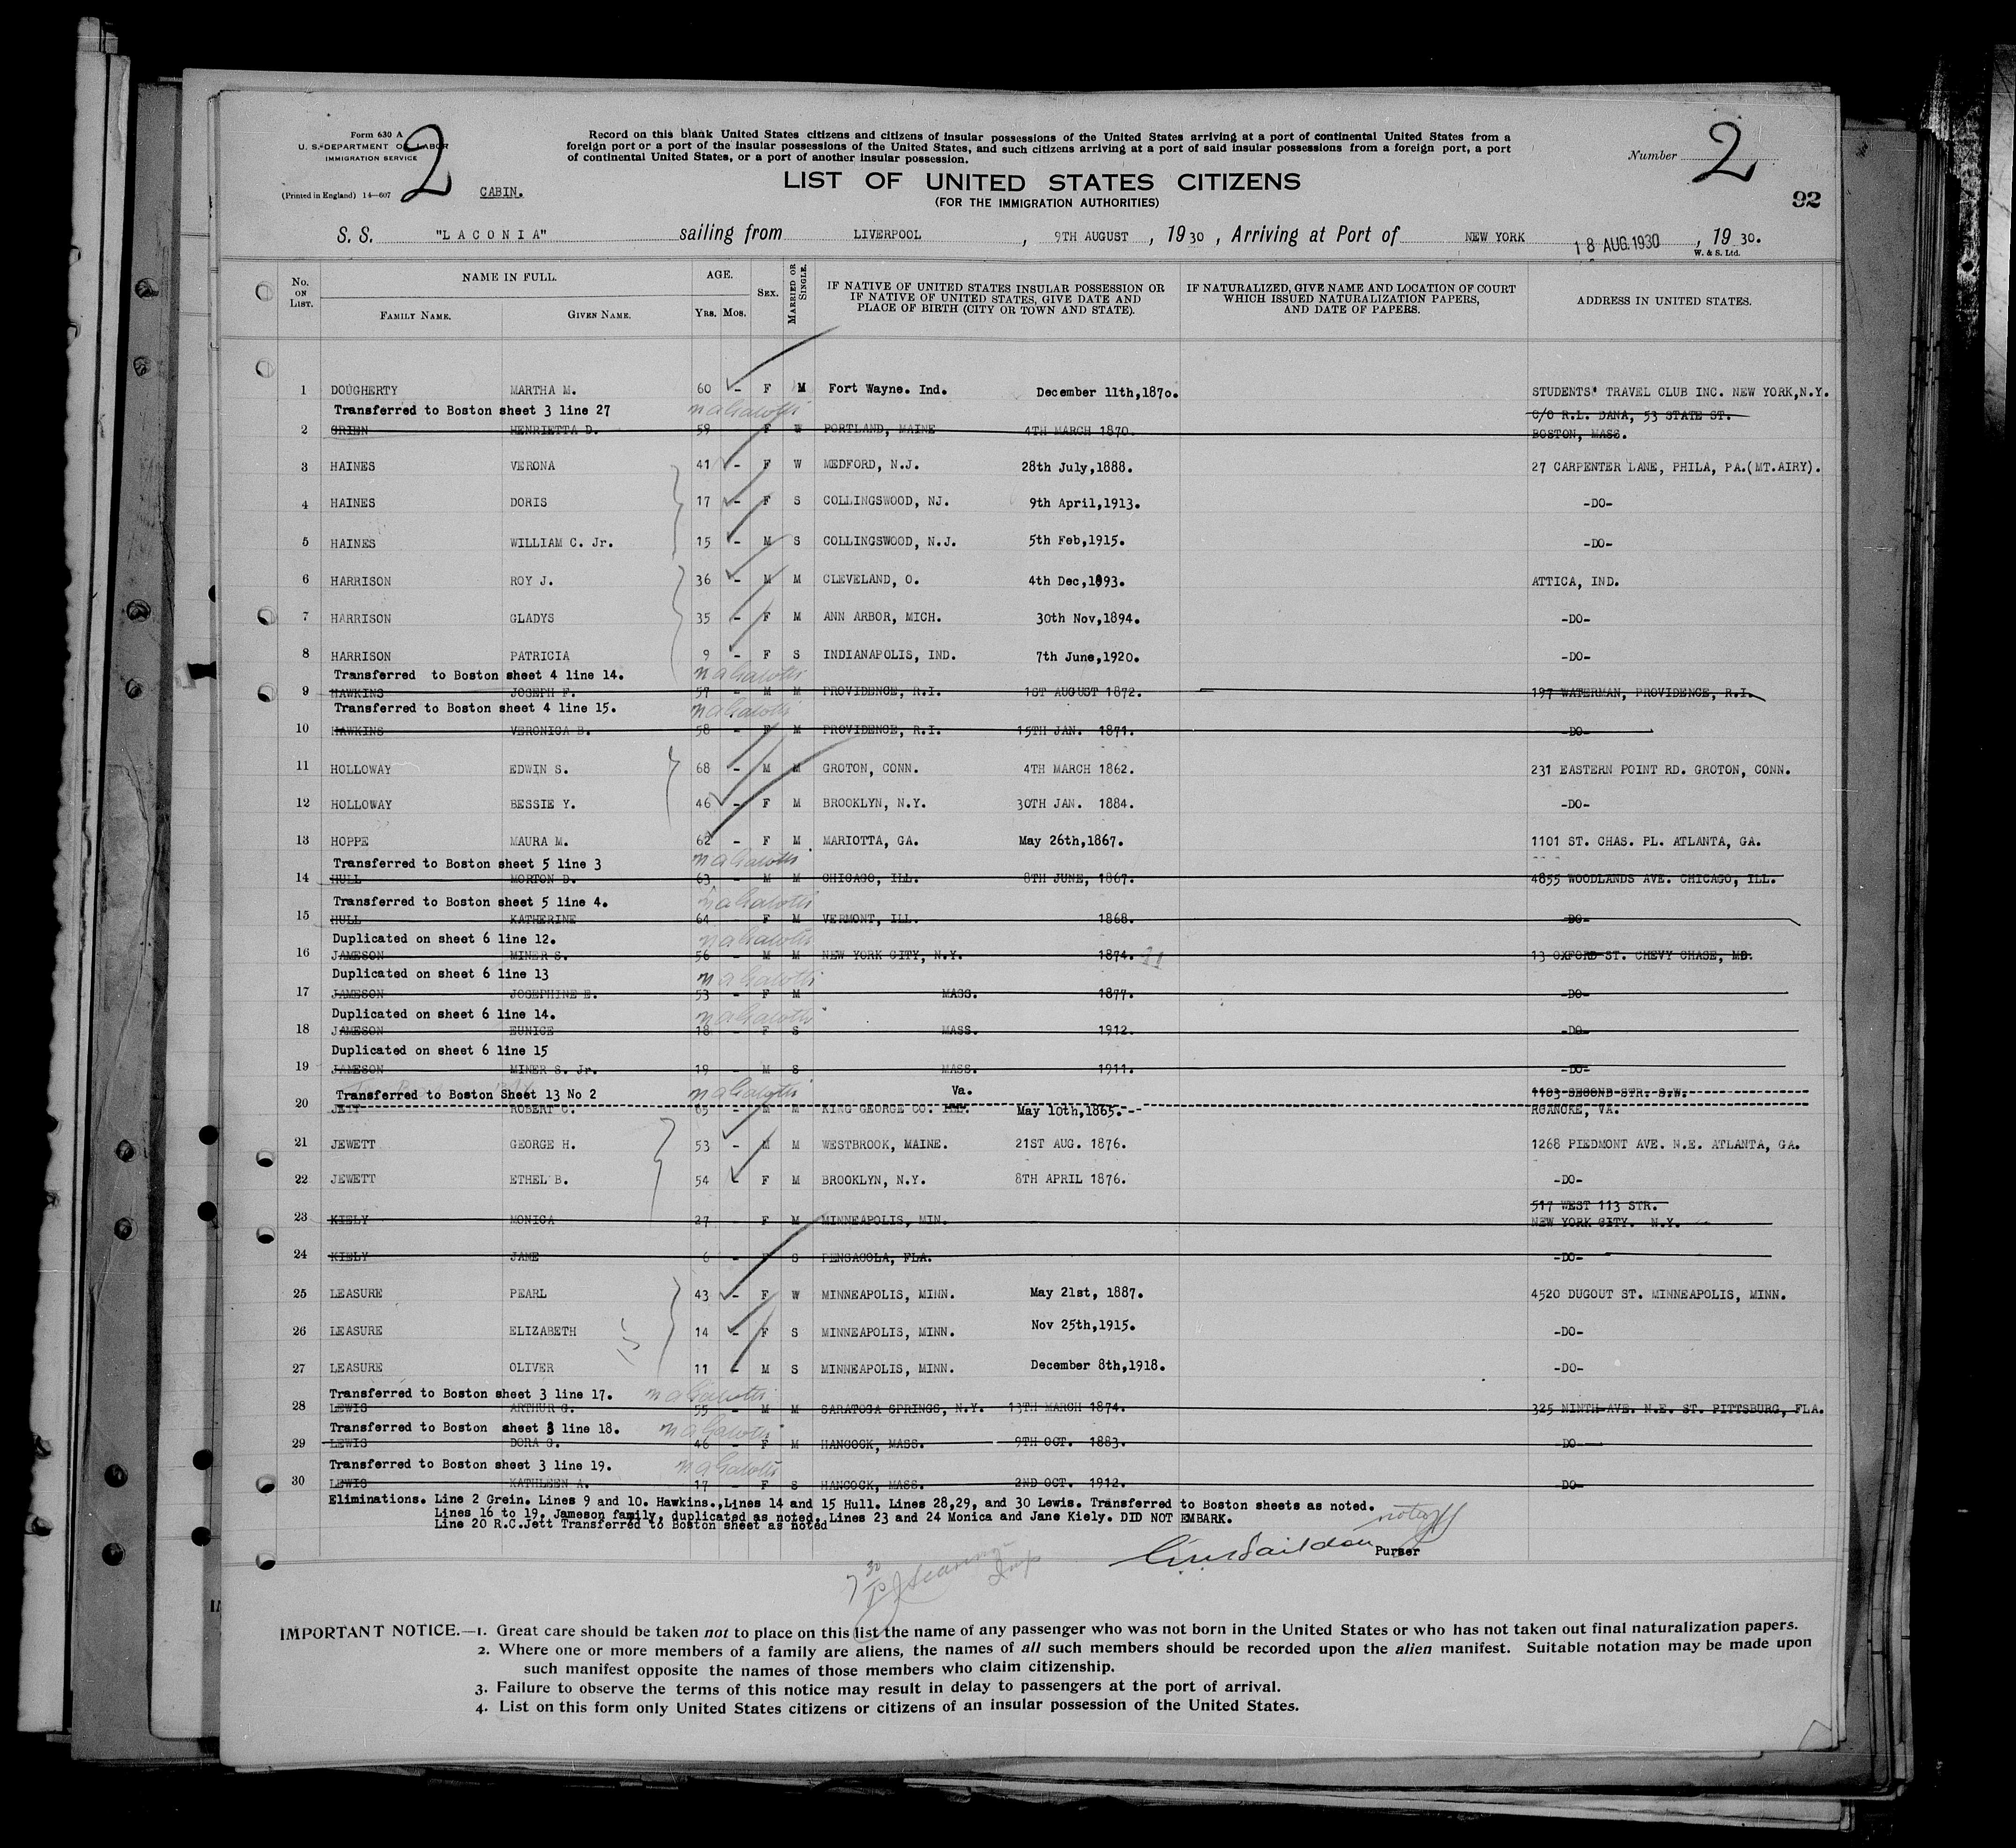 Form 630 A
U. S. DEPARTMENT OF LABOR
IMMIGRATION SERVICE
2
(Printed in England) 14—607
CABIN.
Record on this blank United States citizens and citizens of insular possessions of the United States arriving at a port of continental United States from a
foreign port or a port of the insular possessions of the United States, and such citizens arriving at a port of said insular possessions from a foreign port, a port
of continental United States, or a port of another insular possession.
Number 2
LIST OF UNITED STATES CITIZENS
(FOR THE IMMIGRATION AUTHORITIES)
92
S. S. "LACONIA" sailing from LIVERPOOL , 9TH AUGUST , 1930 , Arriving at Port of NEW YORK 18 AUG.1930 , 1930.
W. & S. Ltd.
No. ON LIST. NAME IN FULL. FAMILY NAME. GIVEN NAME. AGE. Yrs. Mos. SEX. MARRIED OR SINGLE. IF NATIVE OF UNITED STATES INSULAR POSSESSION OR IF NATIVE OF UNITED STATES, GIVE DATE AND PLACE OF BIRTH (CITY OR TOWN AND STATE). IF NATURALIZED, GIVE NAME AND LOCATION OF COURT WHICH ISSUED NATURALIZATION PAPERS, AND DATE OF PAPERS. ADDRESS IN UNITED STATES.
1 DOUGHERTY MARTHA M. 60 - F M Fort Wayne. Ind. December 11th,1870. STUDENTS' TRAVEL CLUB INC. NEW YORK,N.Y.
Transferred to Boston sheet 3 line 27
C/O R.L. DANA, 53 STATE ST.
2 GRIEN HENRIETTA D. 59 F W PORTLAND, MAINE 4TH MARCH 1870. BOSTON, MASS.
3 HAINES VERONA 41 - F W MEDFORD, N.J. 28th July,1888. 27 CARPENTER LANE, PHILA, PA.(MT.AIRY).
4 HAINES DORIS 17 - F S COLLINGSWOOD, NJ. 9th April,1913. -DO-
5 HAINES WILLIAM C. Jr. 15 - M S COLLINGSWOOD, N.J. 5th Feb,1915. -DO-
6 HARRISON ROY J. 36 - M M CLEVELAND, O. 4th Dec,1893. ATTICA, IND.
7 HARRISON GLADYS 35 - F M ANN ARBOR, MICH. 30th Nov,1894. -DO-
8 HARRISON PATRICIA 9 - F S INDIANAPOLIS, IND. 7th June,1920. -DO-
Transferred to Boston sheet 4 line 14.
9 HAWKINS JOSEPH F. 57 - M M PROVIDENCE, R.I. 1ST AUGUST 1872. 197 WATERMAN, PROVIDENCE, R.I.
Transferred to Boston sheet 4 line 15.
10 HAWKINS VERONICA B. 58 - F M PROVIDENCE, R.I. 15TH JAN. 1871. -DO-
11 HOLLOWAY EDWIN S. 68 - M M GROTON, CONN. 4TH MARCH 1862. 231 EASTERN POINT RD. GROTON, CONN.
12 HOLLOWAY BESSIE Y. 46 - F M BROOKLYN, N.Y. 30TH JAN. 1884. -DO-
13 HOPPE MAURA M. 62 - F M MARIOTTA, GA. May 26th,1867. 1101 ST. CHAS. PL. ATLANTA, GA.
Transferred to Boston sheet 5 line 3
14 HULL MORTON D. 63 - M M CHICAGO, ILL. 8TH JUNE, 1867. 4855 WOODLANDS AVE. CHICAGO, ILL.
Transferred to Boston sheet 5 line 4.
15 HULL KATHERINE 64 - F M VERMONT, ILL. 1868. -DO-
Duplicated on sheet 6 line 12.
16 JAMESON MINER S. 56 - M M NEW YORK CITY, N.Y. 1874. 13 OXFORD ST. CHEVY CHASE, MD.
Duplicated on sheet 6 line 13
17 JAMESON JOSEPHINE E. 53 - F M MASS. 1877. -DO-
Duplicated on sheet 6 line 14.
18 JAMESON EUNICE 18 - F S MASS. 1912. -DO-
Duplicated on sheet 6 line 15
19 JAMESON MINER S. Jr. 19 - M S MASS. 1911. -DO-
Transferred to Boston Sheet 13 No 2 Va. 1103 SECOND STR. S.W.
20 JETT ROBERT C. 65 - M M KING GEORGE CO. May 10th,1865. ROANOKE, VA.
21 JEWETT GEORGE H. 53 - M M WESTBROOK, MAINE. 21ST AUG. 1876. 1268 PIEDMONT AVE. N.E. ATLANTA, GA.
22 JEWETT ETHEL B. 54 - F M BROOKLYN, N.Y. 8TH APRIL 1876. -DO-
517 WEST 113 STR.
23 KIELY MONICA 27 - F M MINNEAPOLIS, MIN. NEW YORK CITY. N.Y.
24 KIELY JANE 6 - F S PENSACOLA, FLA. -DO-
25 LEASURE PEARL 43 - F W MINNEAPOLIS, MINN. May 21st, 1887. 4520 DUGOUT ST. MINNEAPOLIS, MINN.
26 LEASURE ELIZABETH 14 - F S MINNEAPOLIS, MINN. Nov 25th,1915. -DO-
27 LEASURE OLIVER 11 - M S MINNEAPOLIS, MINN. December 8th,1918. -DO-
Transferred to Boston sheet 3 line 17.
28 LEWIS ARTHUR G. 55 - M M SARATOGA SPRINGS, N.Y. 13TH MARCH 1874. 325 NINTH AVE. N.E. ST. PITTSBURG, FLA.
Transferred to Boston sheet 3 line 18.
29 LEWIS DORA G. 46 - F M HANCOCK, MASS. 9TH OCT. 1883. -DO-
Transferred to Boston sheet 3 line 19.
30 LEWIS KATHLEEN A. 17 - F S HANCOCK, MASS. 2ND OCT. 1912. -DO-
Eliminations. Line 2 Grein. Lines 9 and 10. Hawkins.,Lines 14 and 15 Hull. Lines 28,29, and 30 Lewis. Transferred to Boston sheets as noted.
Lines 16 to 19. Jameson family, duplicated as noted. Lines 23 and 24 Monica and Jane Kiely. DID NOT EMBARK.
Line 20 R.C.Jett Transferred to Boston sheet as noted
Purser
IMPORTANT NOTICE.—1. Great care should be taken not to place on this list the name of any passenger who was not born in the United States or who has not taken out final naturalization papers.
2. Where one or more members of a family are aliens, the names of all such members should be recorded upon the alien manifest. Suitable notation may be made upon
such manifest opposite the names of those members who claim citizenship.
3. Failure to observe the terms of this notice may result in delay to passengers at the port of arrival.
4. List on this form only United States citizens or citizens of an insular possession of the United States.